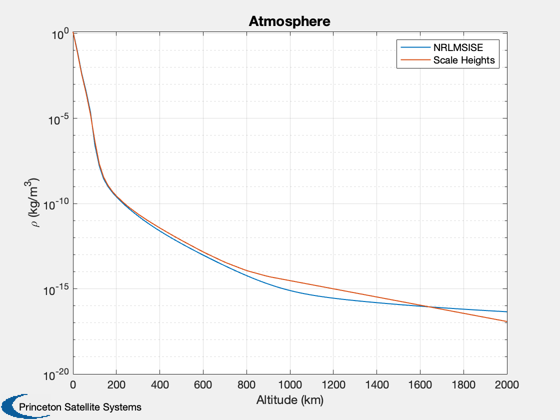 Atmosphere
NRLMSISE
Scale Heights
10^0
10^-5
10^-10
10^-15
10^-20
ρ (kg/m^3)
0 200 400 600 800 1000 1200 1400 1600 1800 2000
Altitude (km)
Princeton Satellite Systems